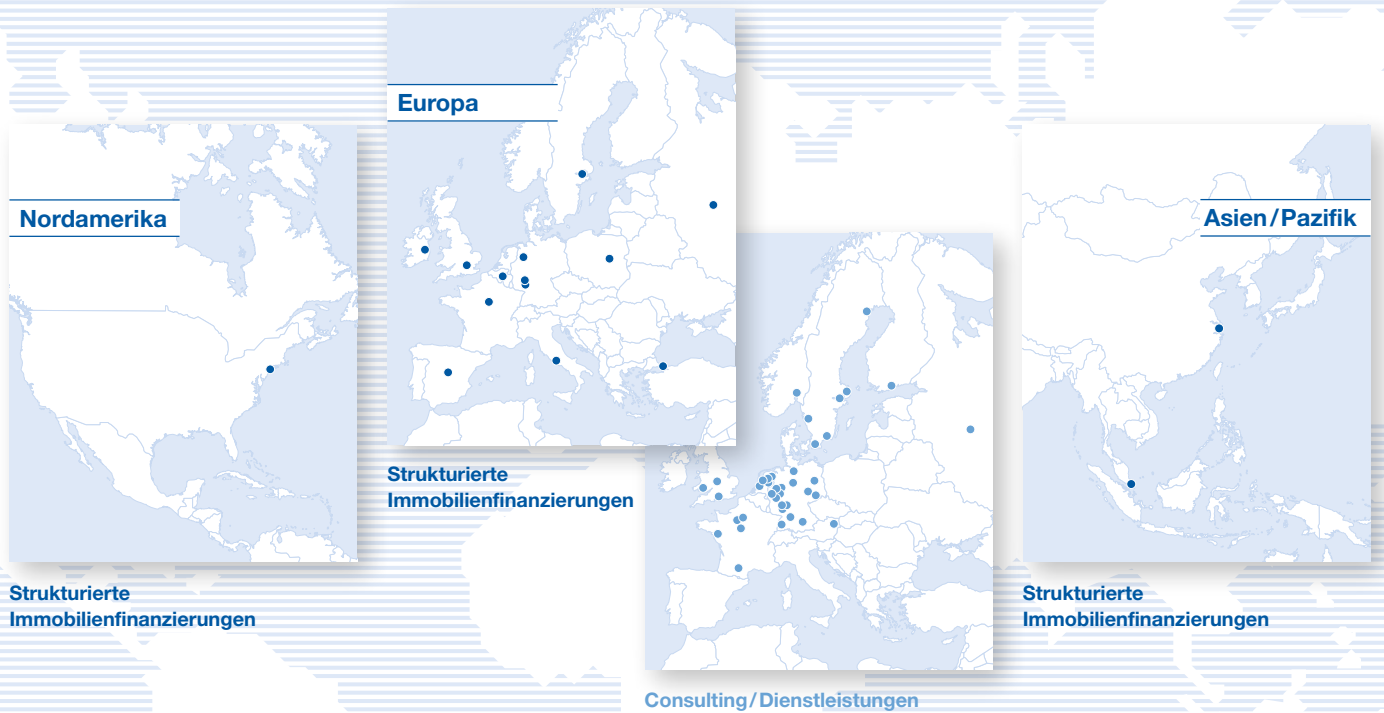 Europa
Nordamerika
Asien/Pazifik
Strukturierte
Immobilienfinanzierungen
Strukturierte
Immobilienfinanzierungen
Strukturierte
Immobilienfinanzierungen
Consulting/Dienstleistungen